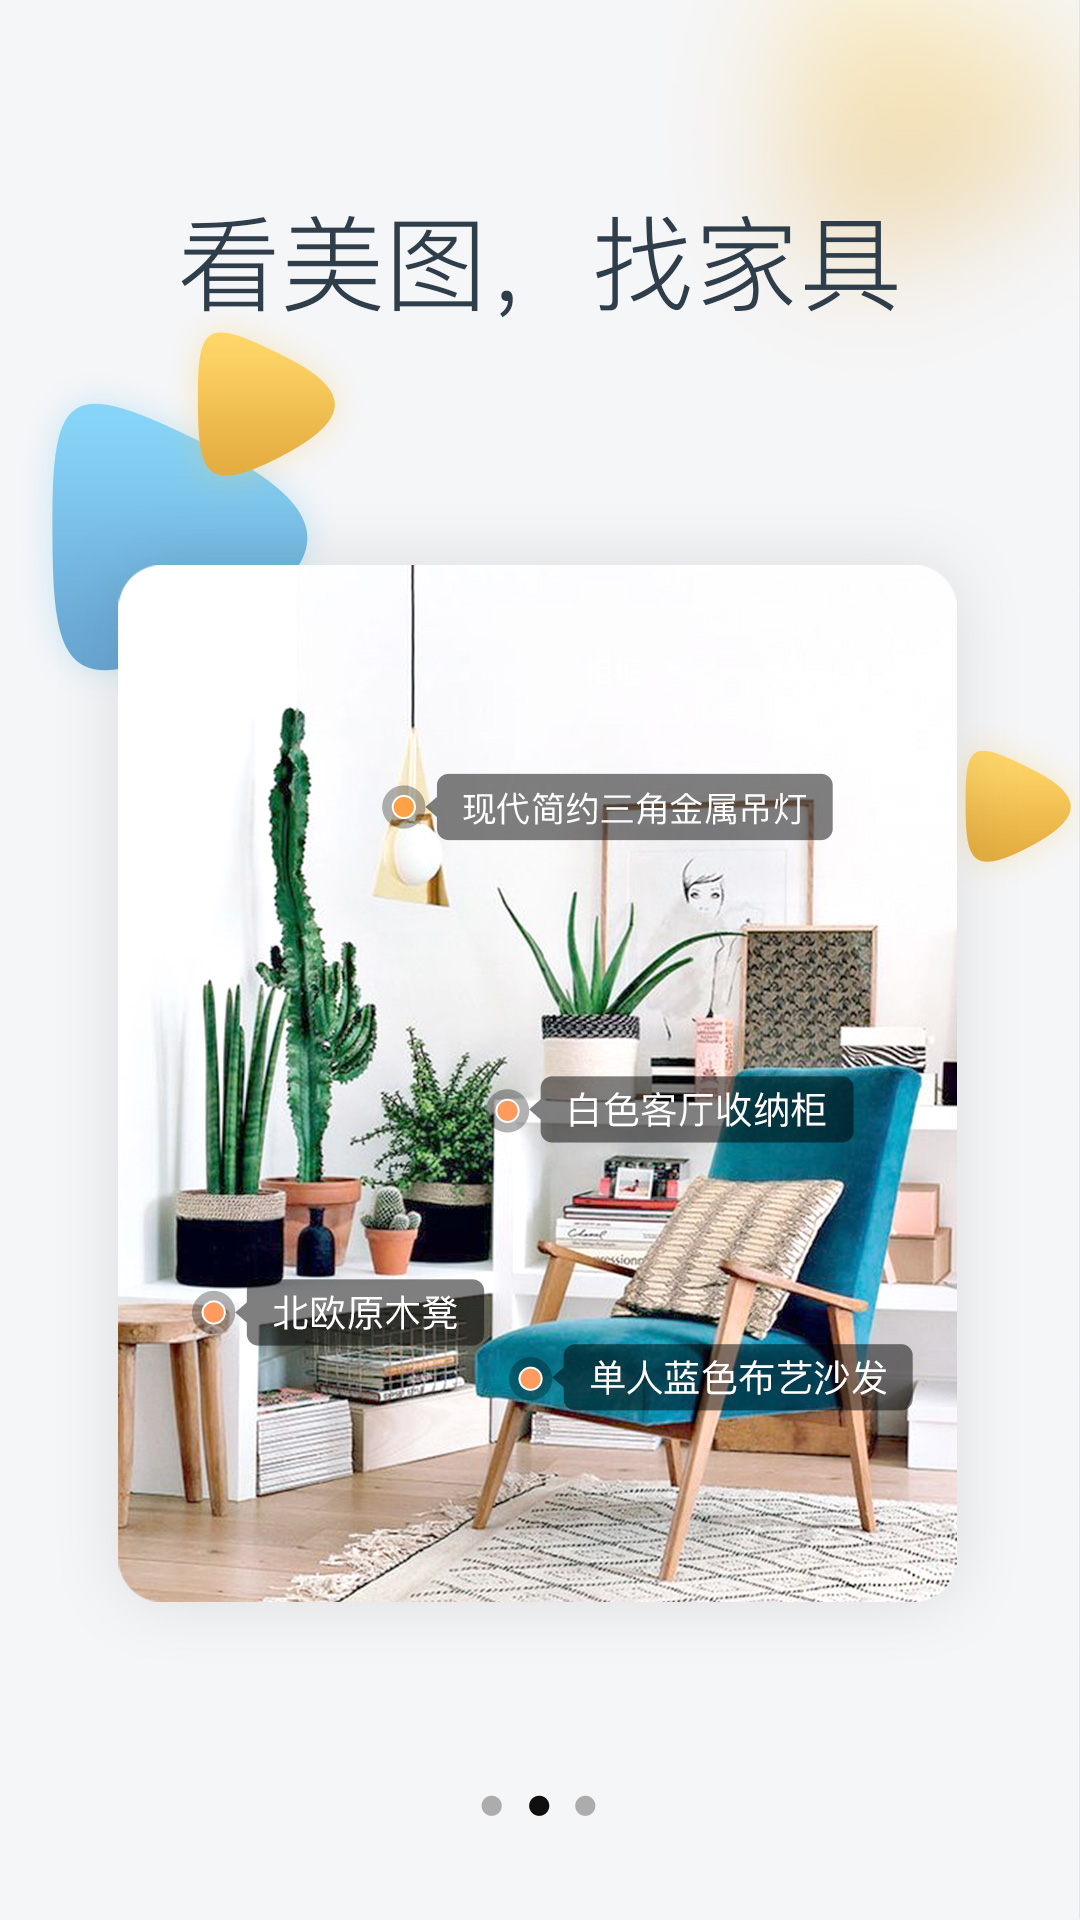 看美图，找家具
现代简约三角金属吊灯
白色客厅收纳柜
北欧原木凳
单人蓝色布艺沙发